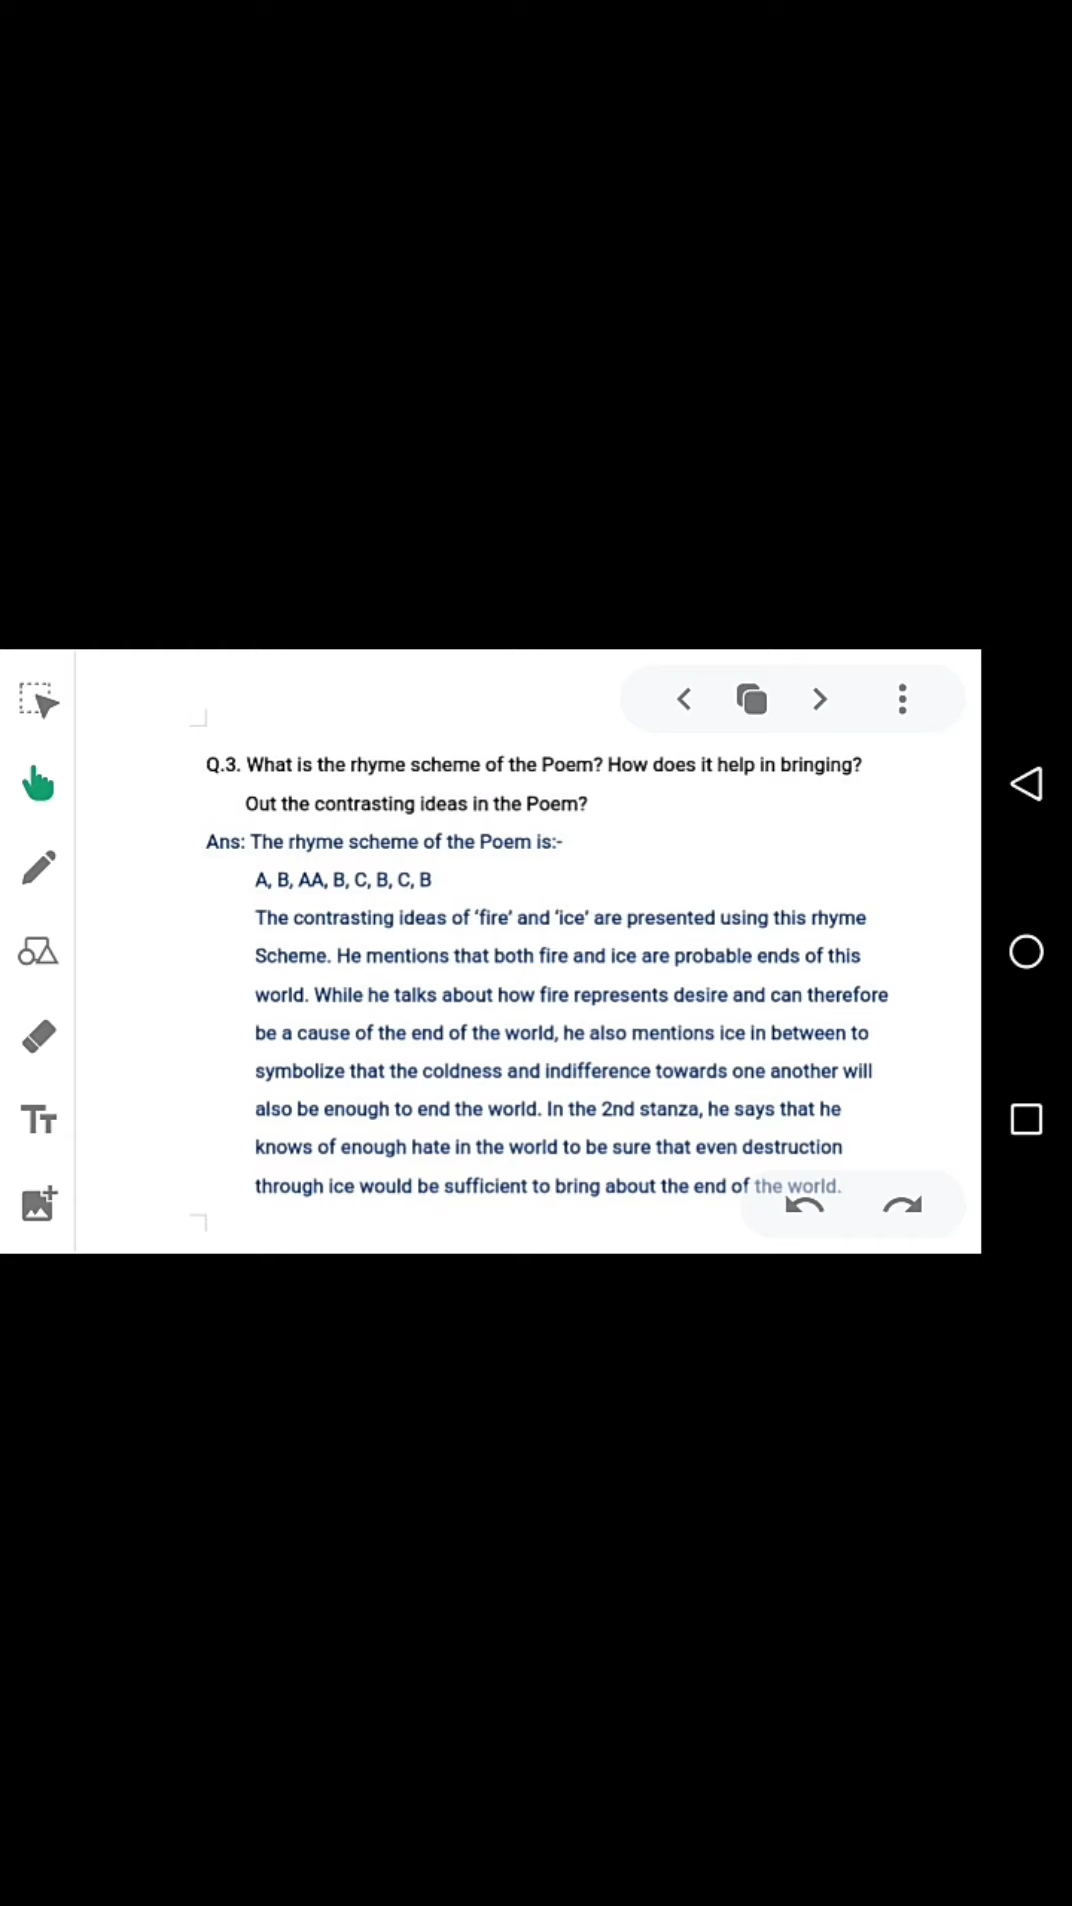 Q.3. What is the rhyme scheme of the Poem? How does it help in bringing?
Out the contrasting ideas in the Poem?
Ans: The rhyme scheme of the Poem is:-
A, B, AA, B, C, B, C, B
The contrasting ideas of ‘fire’ and ‘ice’ are presented using this rhyme
Scheme. He mentions that both fire and ice are probable ends of this
world. While he talks about how fire represents desire and can therefore
be a cause of the end of the world, he also mentions ice in between to
symbolize that the coldness and indifference towards one another will
also be enough to end the world. In the 2nd stanza, he says that he
knows of enough hate in the world to be sure that even destruction
through ice would be sufficient to bring about the end of the world.